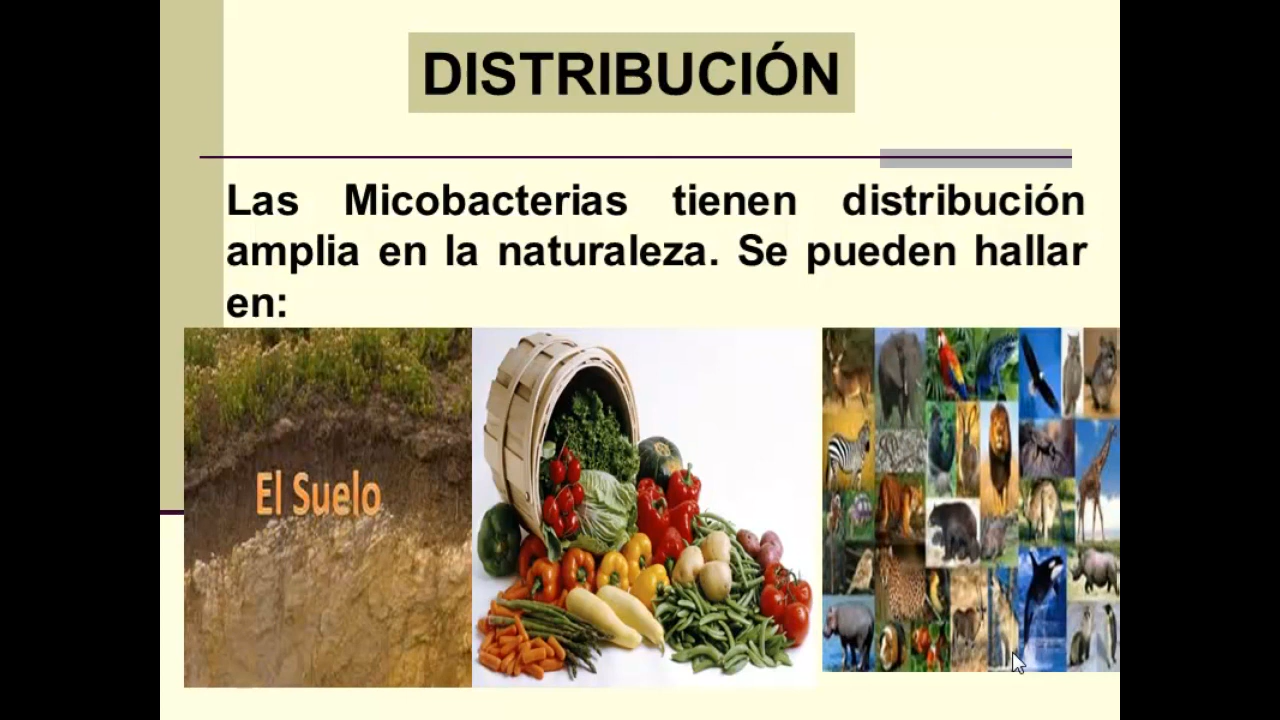 DISTRIBUCIÓN
Las Micobacterias tienen distribución
amplia en la naturaleza. Se pueden hallar
en:
El Suelo